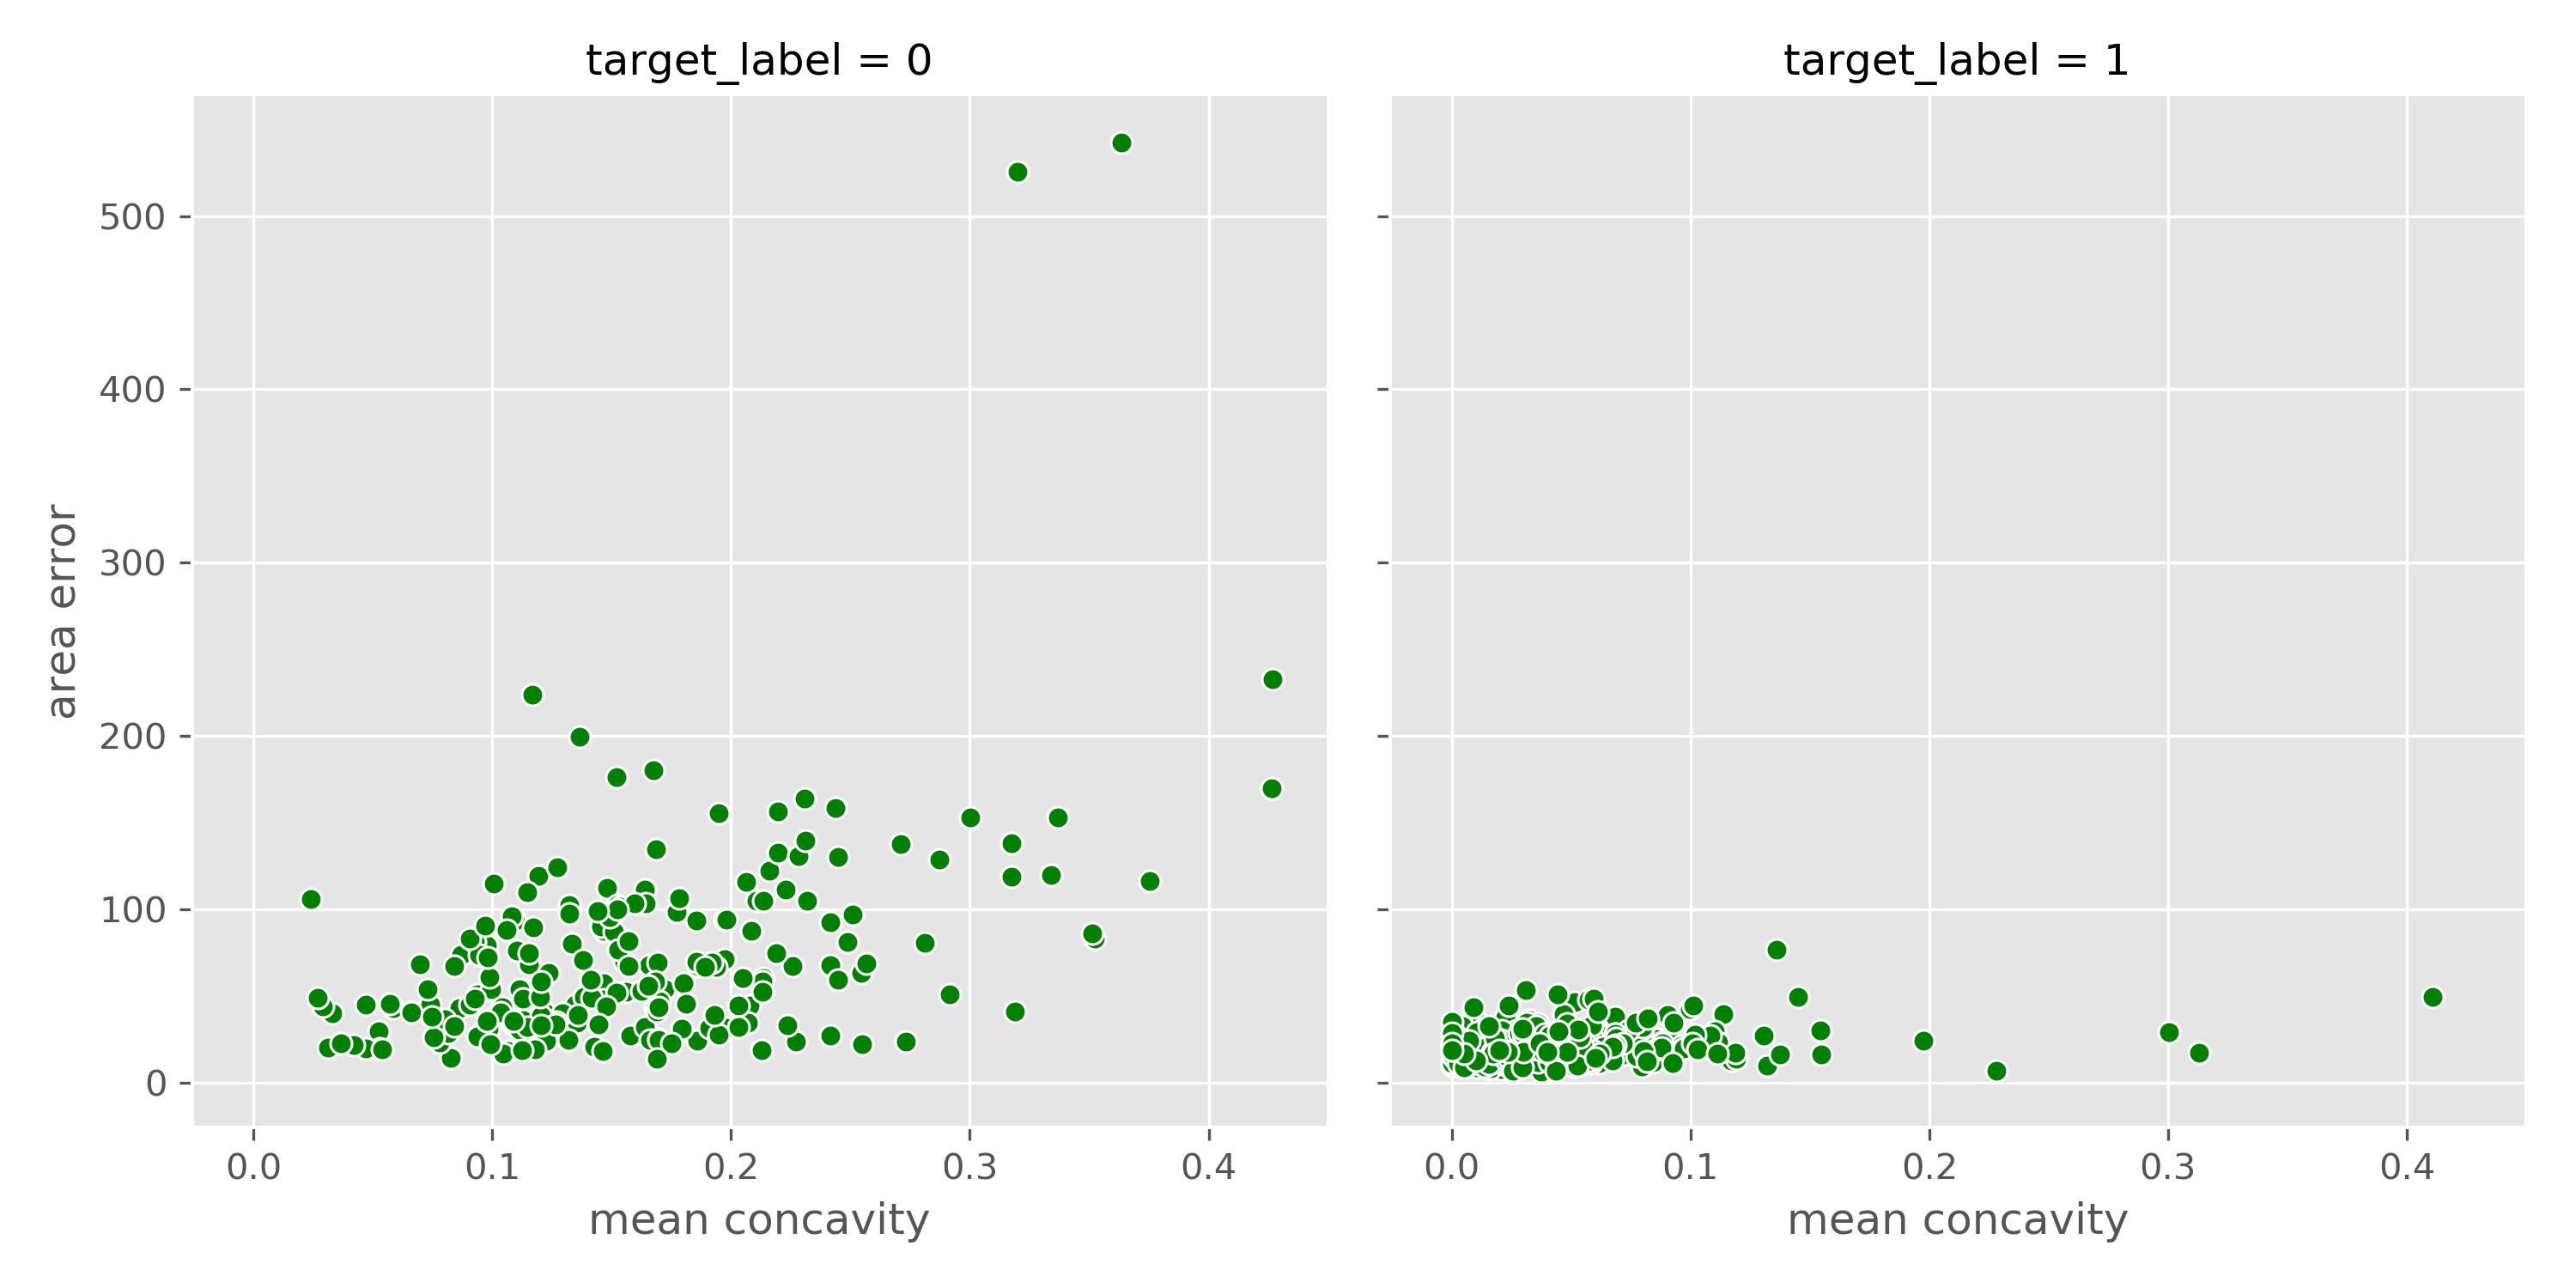 target_label = 0
target_label = 1
area error
500
400
300
200
100
0
0.0 0.1 0.2 0.3 0.4
0.0 0.1 0.2 0.3 0.4
mean concavity
mean concavity